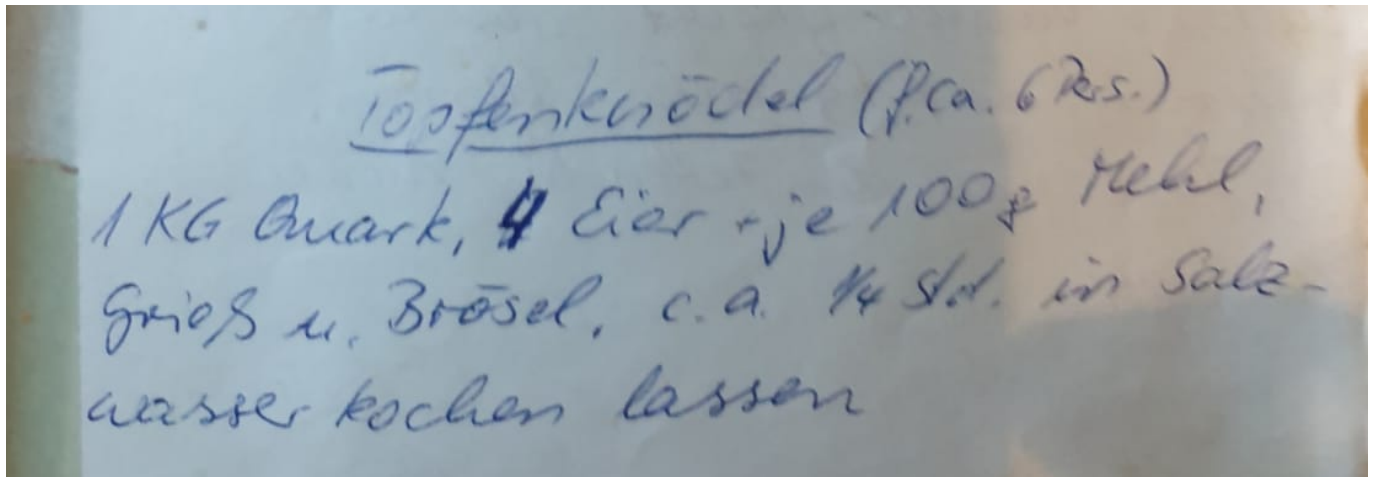 Topfenknödel (f. ca. 6 Pers.)
1 KG Quark, 4 Eier - je 100 g Mehl,
Grieß u. Brösel, c.a. 1/4 Std. in Salz-
wasser kochen lassen